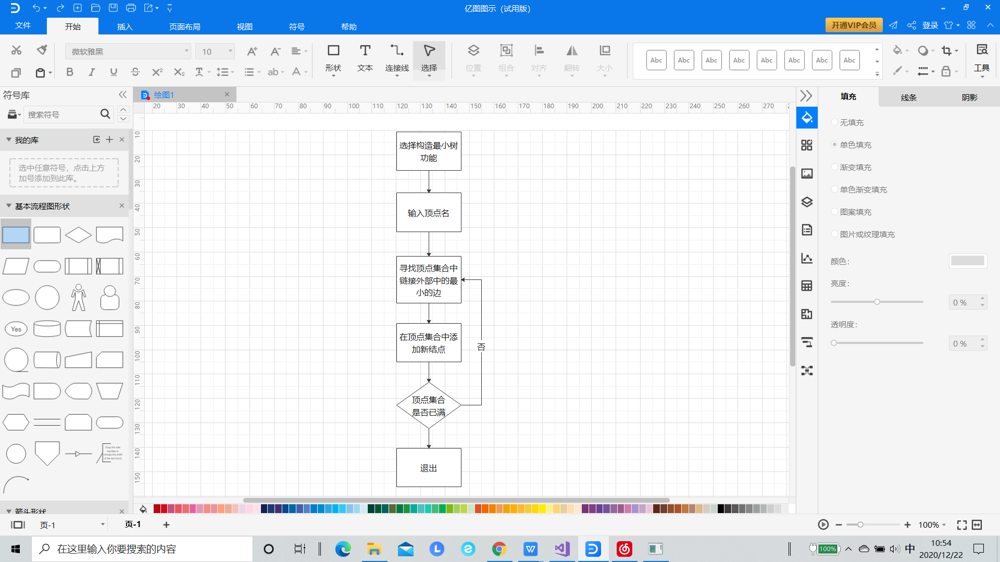 亿图图示（试用版）
文件
开始
插入
页面布局
视图
符号
帮助
开通VIP会员
登录
微软雅黑
10
形状
文本
连接线
选择
位置
组合
对齐
翻转
大小
Abc
Abc
Abc
Abc
Abc
Abc
Abc
Abc
工具
符号库
搜索符号
我的库
选中任意符号，点击上方
加号添加到此库。
基本流程图形状
Yes
Drag the side
handles to
change the width
of the text block.
箭头形状
绘图1
20 30 40 50 60 70 80 90 100 110 120 130 140 150 160 170 180 190 200 210 220 230 240 250 260 270
10
20
30
40
50
60
70
80
90
100
110
120
130
140
150
选择构造最小树
功能
输入顶点名
寻找顶点集合中
链接外部中的最
小的边
在顶点集合中添
加新结点
否
顶点集合
是否已满
退出
填充
线条
阴影
无填充
单色填充
渐变填充
单色渐变填充
图案填充
图片或纹理填充
颜色:
亮度:
0 %
透明度:
0 %
页-1
页-1
100%
在这里输入你要搜索的内容
100%
中
10:54
2020/12/22